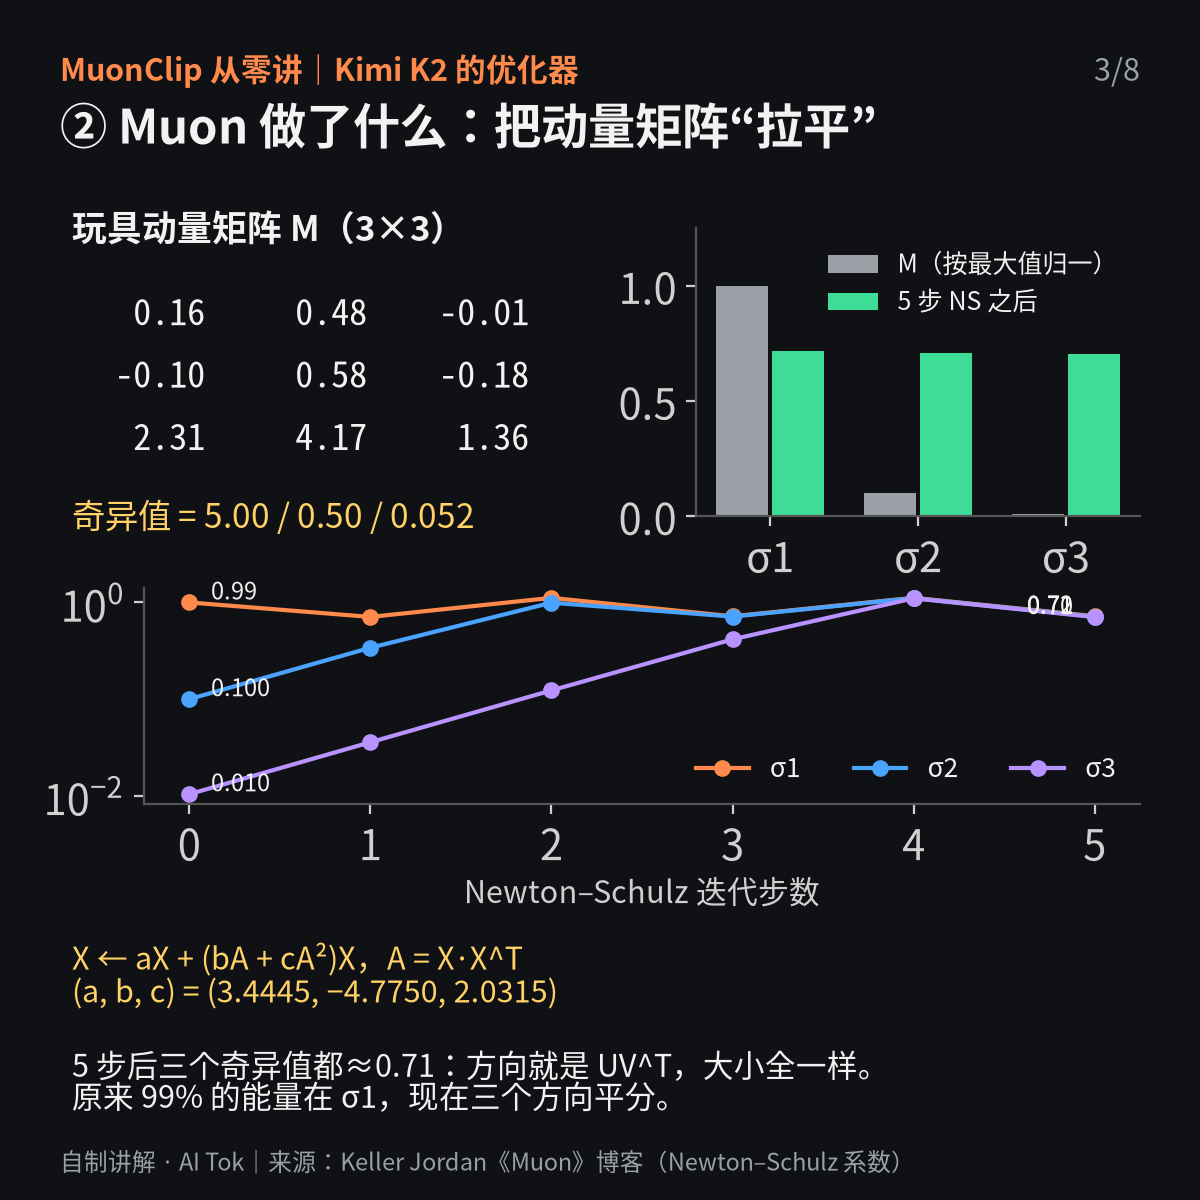 MuonClip 从零讲｜Kimi K2 的优化器
3/8
② Muon 做了什么：把动量矩阵“拉平”
玩具动量矩阵 M（3×3）
0.16 0.48 -0.01
-0.10 0.58 -0.18
2.31 4.17 1.36
奇异值 = 5.00 / 0.50 / 0.052
1.0
0.5
0.0
M（按最大值归一）
5 步 NS 之后
σ1 σ2 σ3
10⁰
10⁻²
0.99
0.100
0.010
σ1 σ2 σ3
0 1 2 3 4 5
Newton–Schulz 迭代步数
X ← aX + (bA + cA²)X，A = X·X^T
(a, b, c) = (3.4445, −4.7750, 2.0315)
5 步后三个奇异值都≈0.71：方向就是 UV^T，大小全一样。
原来 99% 的能量在 σ1，现在三个方向平分。
自制讲解 · AI Tok｜来源：Keller Jordan《Muon》博客（Newton–Schulz 系数）